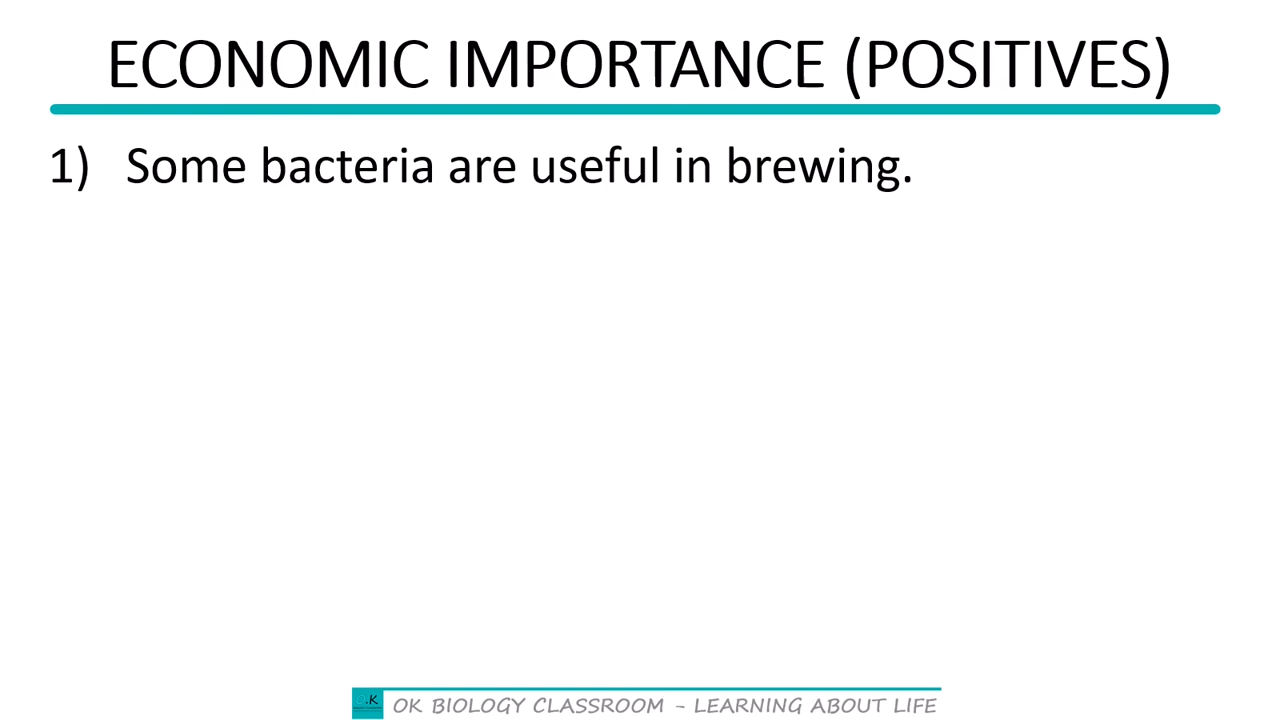 ECONOMIC IMPORTANCE (POSITIVES)
1) Some bacteria are useful in brewing.
OK BIOLOGY CLASSROOM - LEARNING ABOUT LIFE